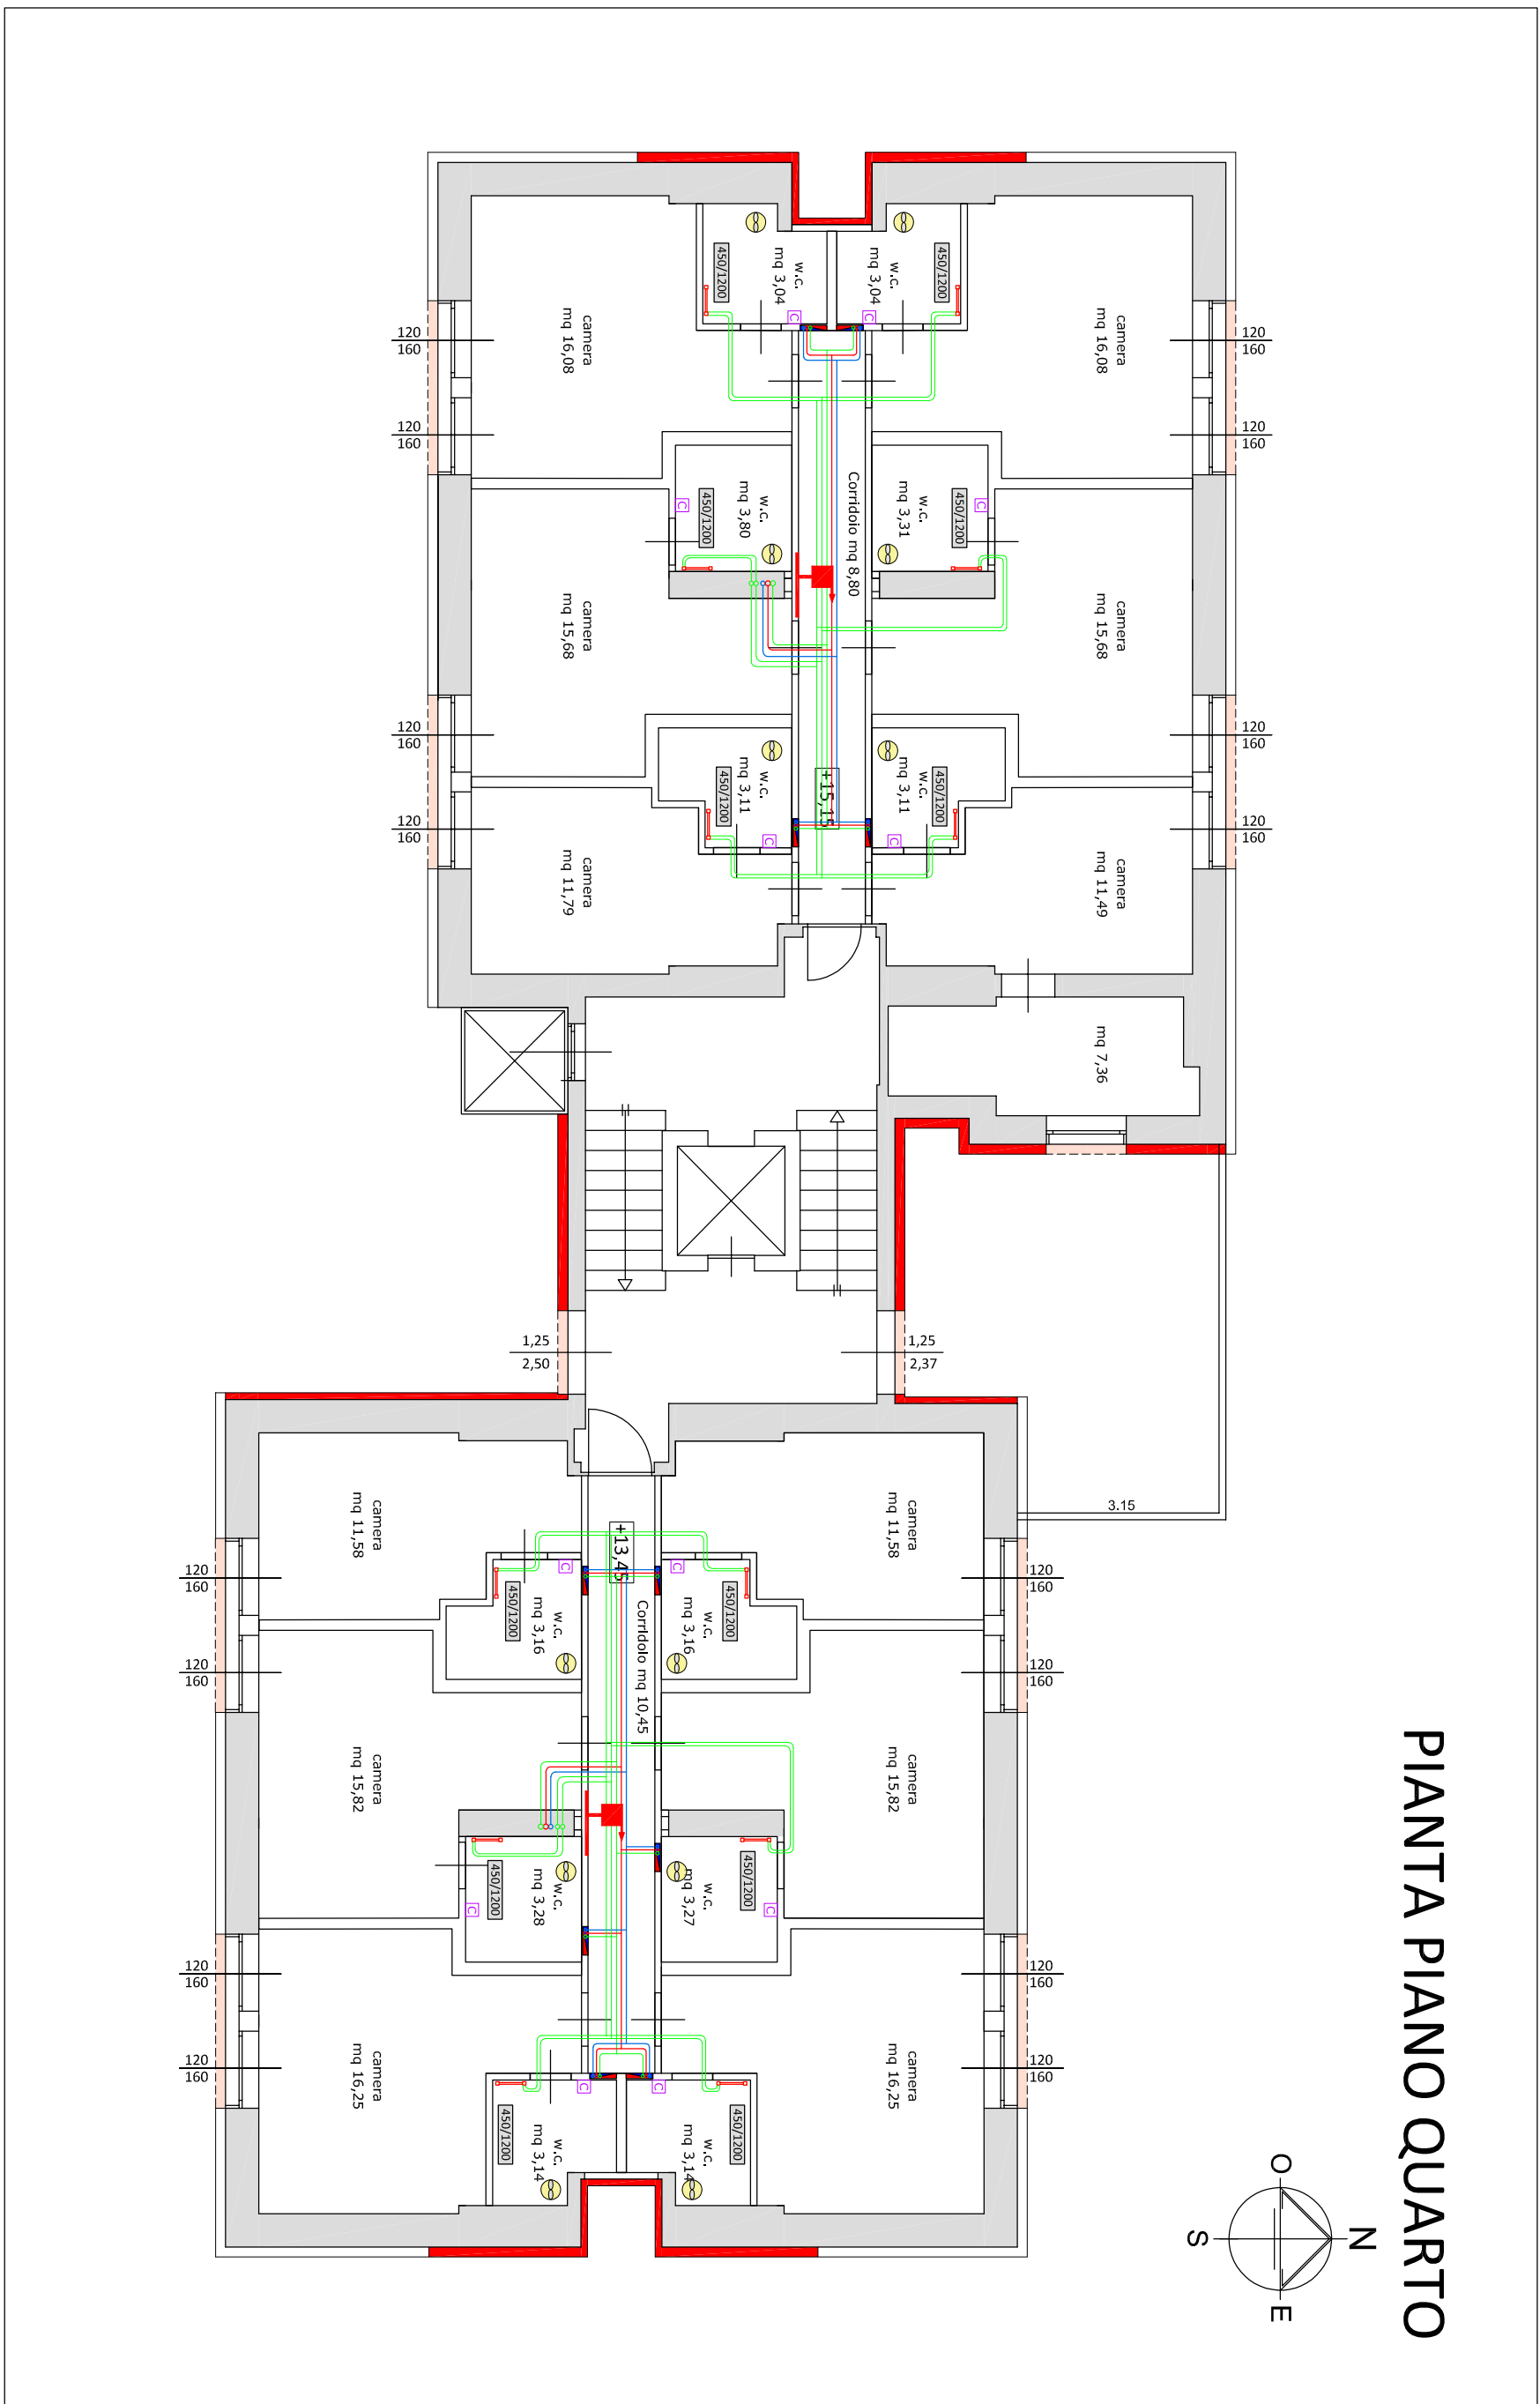 PIANTA PIANO QUARTO
N
O
E
S
camera
mq 16,08
camera
mq 15,68
camera
mq 11,49
mq 7,36
120
160
120
160
120
160
120
160
w.c.
mq 3,04
450/1200
C
w.c.
mq 3,31
450/1200
C
w.c.
mq 3,11
450/1200
C
Corridoio mq 8,80
+15,15
w.c.
mq 3,04
450/1200
C
w.c.
mq 3,80
450/1200
C
w.c.
mq 3,11
450/1200
C
camera
mq 16,08
camera
mq 15,68
camera
mq 11,79
120
160
120
160
120
160
120
160
1,25
2,50
1,25
2,37
3.15
camera
mq 11,58
camera
mq 15,82
camera
mq 16,25
120
160
120
160
120
160
120
160
w.c.
mq 3,16
450/1200
C
w.c.
mq 3,27
450/1200
C
w.c.
mq 3,14
450/1200
C
+13,45
Corridoio mq 10,45
w.c.
mq 3,16
450/1200
C
w.c.
mq 3,28
450/1200
C
w.c.
mq 3,14
450/1200
C
camera
mq 11,58
camera
mq 15,82
camera
mq 16,25
120
160
120
160
120
160
120
160